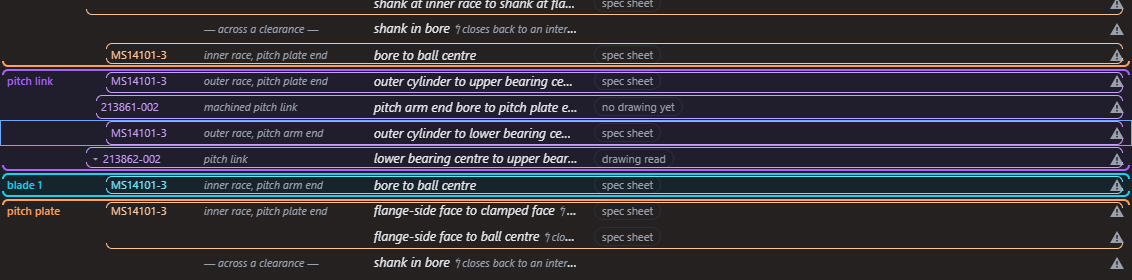 shank at inner race to shank at fla... spec sheet
— across a clearance — shank in bore ↰ closes back to an inter...
MS14101-3 inner race, pitch plate end bore to ball centre spec sheet
pitch link MS14101-3 outer race, pitch plate end outer cylinder to upper bearing ce... spec sheet
213861-002 machined pitch link pitch arm end bore to pitch plate e... no drawing yet
MS14101-3 outer race, pitch arm end outer cylinder to lower bearing ce... spec sheet
213862-002 pitch link lower bearing centre to upper bear... drawing read
blade 1 MS14101-3 inner race, pitch arm end bore to ball centre spec sheet
pitch plate MS14101-3 inner race, pitch plate end flange-side face to clamped face ↰ ... spec sheet
flange-side face to ball centre ↰ clo... spec sheet
— across a clearance — shank in bore ↰ closes back to an inter...